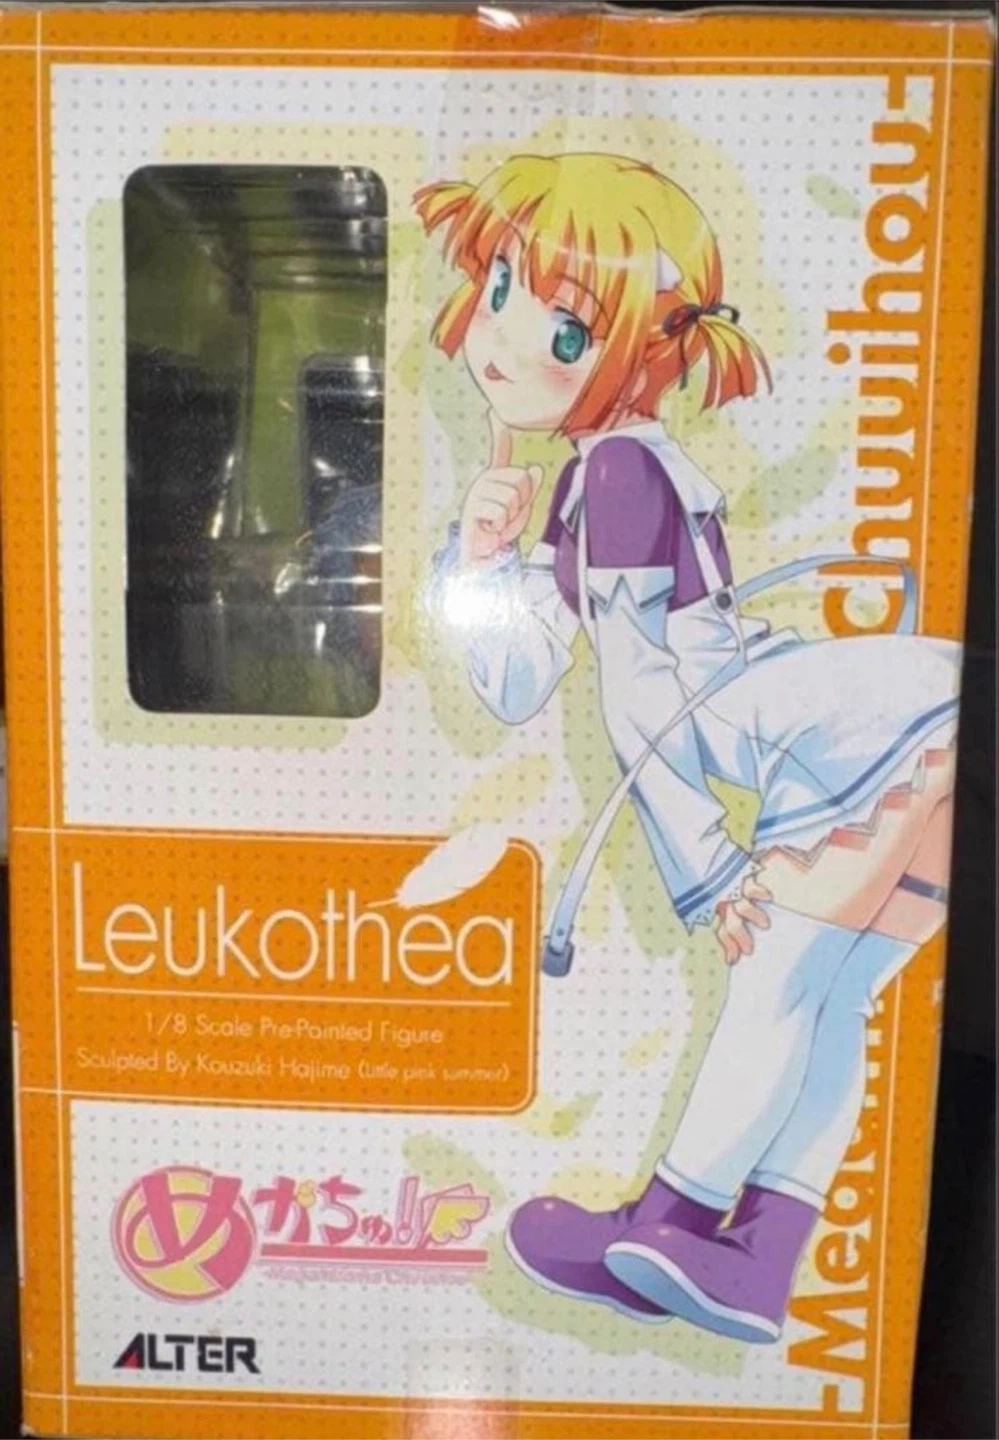 Leukothea
1/8 Scale Pre-Painted Figure
Sculpted By Kouzuki Hajime (Little pink summer)
めがちゅ!
ALTER
Chuuihou